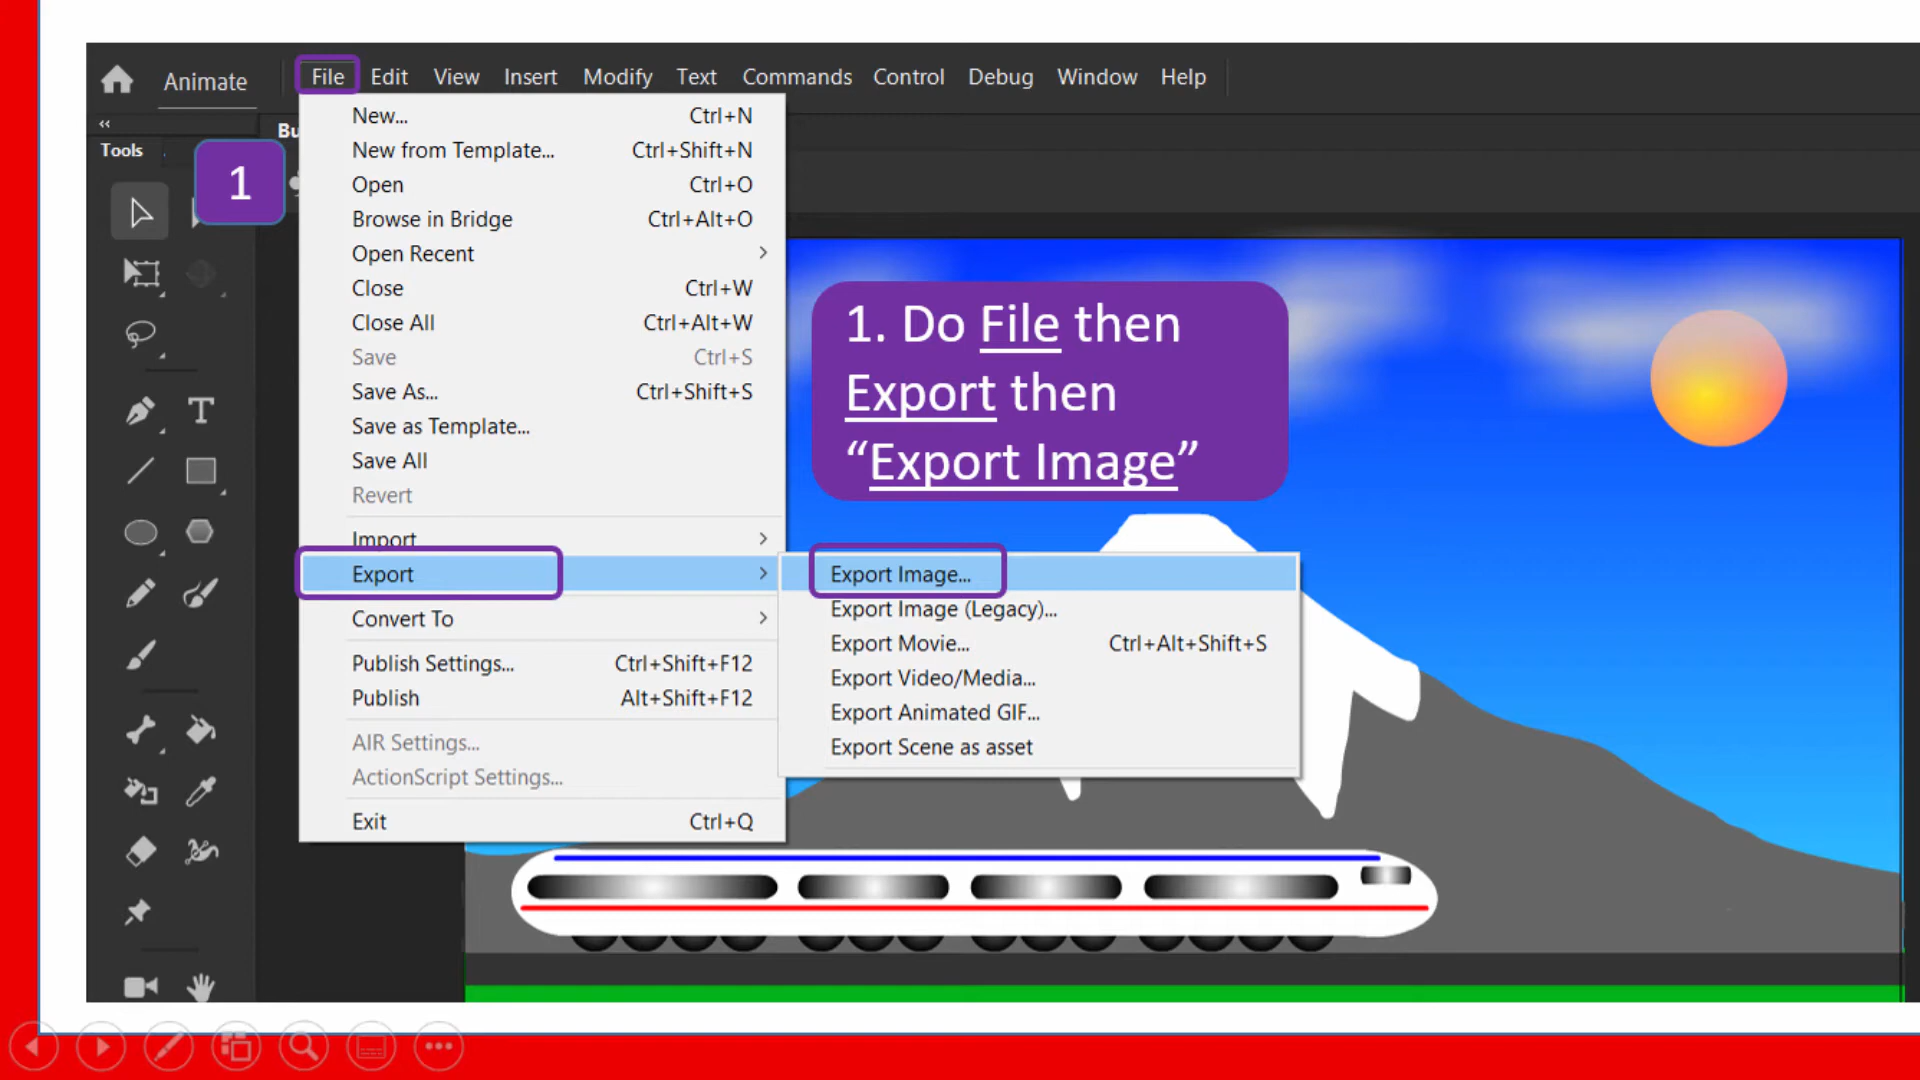 Animate
File Edit View Insert Modify Text Commands Control Debug Window Help
Tools
Bu
1
New... Ctrl+N
New from Template... Ctrl+Shift+N
Open Ctrl+O
Browse in Bridge Ctrl+Alt+O
Open Recent
Close Ctrl+W
Close All Ctrl+Alt+W
Save Ctrl+S
Save As... Ctrl+Shift+S
Save as Template...
Save All
Revert
Import
Export
Convert To
Publish Settings... Ctrl+Shift+F12
Publish Alt+Shift+F12
AIR Settings...
ActionScript Settings...
Exit Ctrl+Q
1. Do File then
Export then
“Export Image”
Export Image...
Export Image (Legacy)...
Export Movie... Ctrl+Alt+Shift+S
Export Video/Media...
Export Animated GIF...
Export Scene as asset